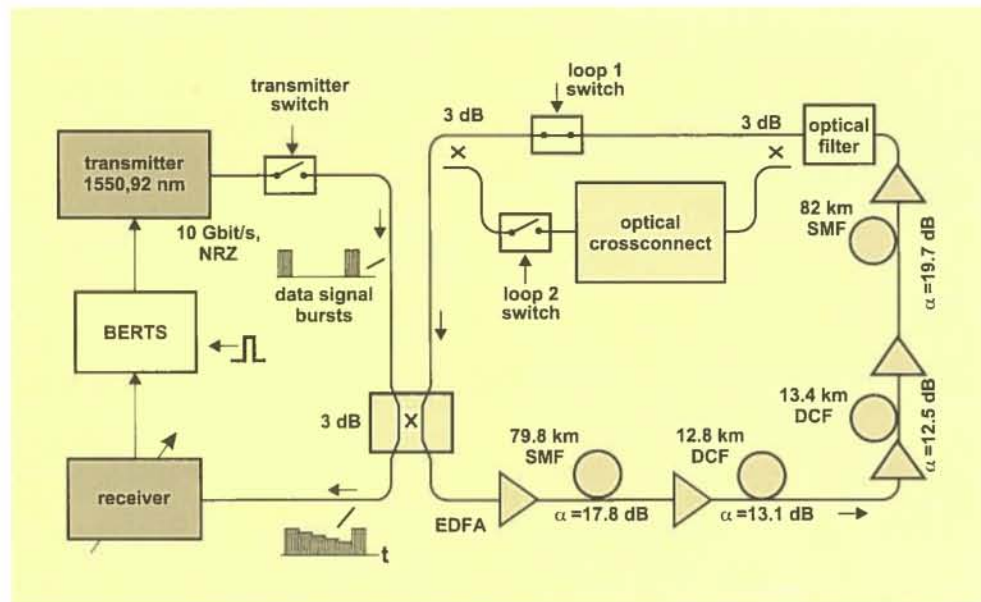 transmitter
switch
loop 1
switch
3 dB
3 dB
optical
filter
transmitter
1550,92 nm
10 Gbit/s,
NRZ
data signal
bursts
loop 2
switch
optical
crossconnect
82 km
SMF
α =19.7 dB
BERTS
3 dB
13.4 km
DCF
α =12.5 dB
79.8 km
SMF
12.8 km
DCF
receiver
EDFA
α =17.8 dB
α =13.1 dB
t